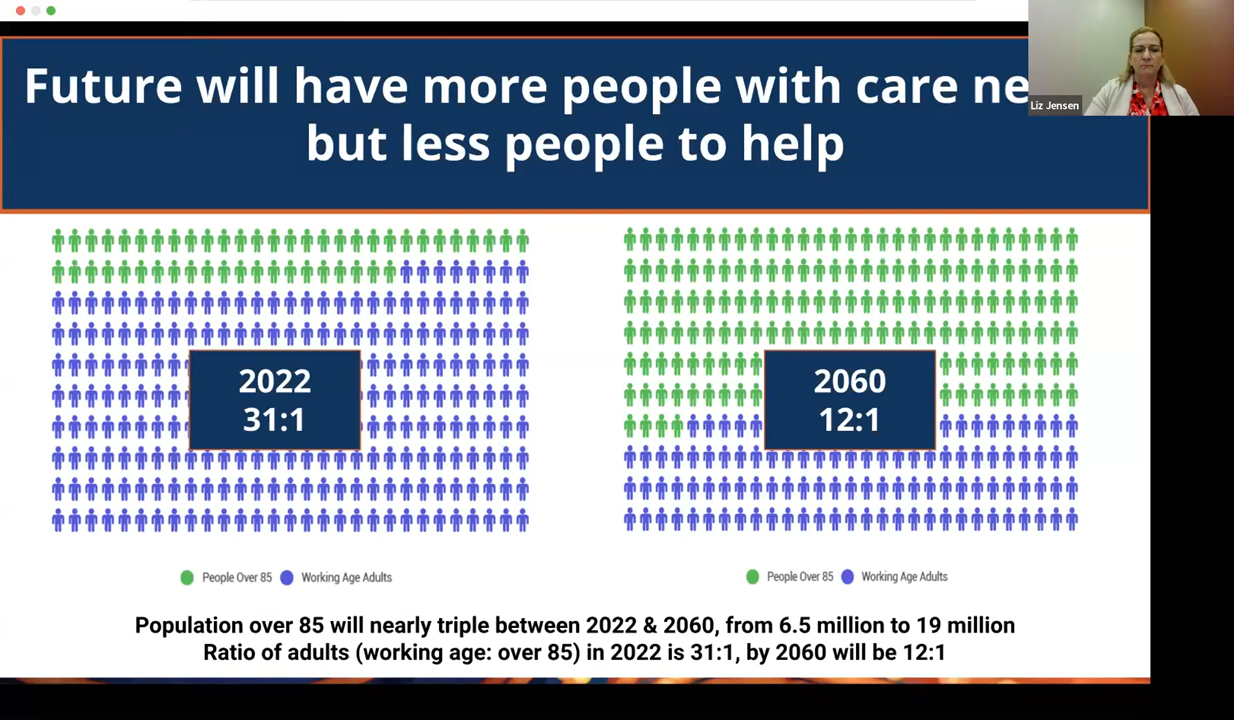 Future will have more people with care ne
Liz Jensen
but less people to help
2022
31:1
2060
12:1
People Over 85 Working Age Adults
People Over 85 Working Age Adults
Population over 85 will nearly triple between 2022 & 2060, from 6.5 million to 19 million
Ratio of adults (working age: over 85) in 2022 is 31:1, by 2060 will be 12:1